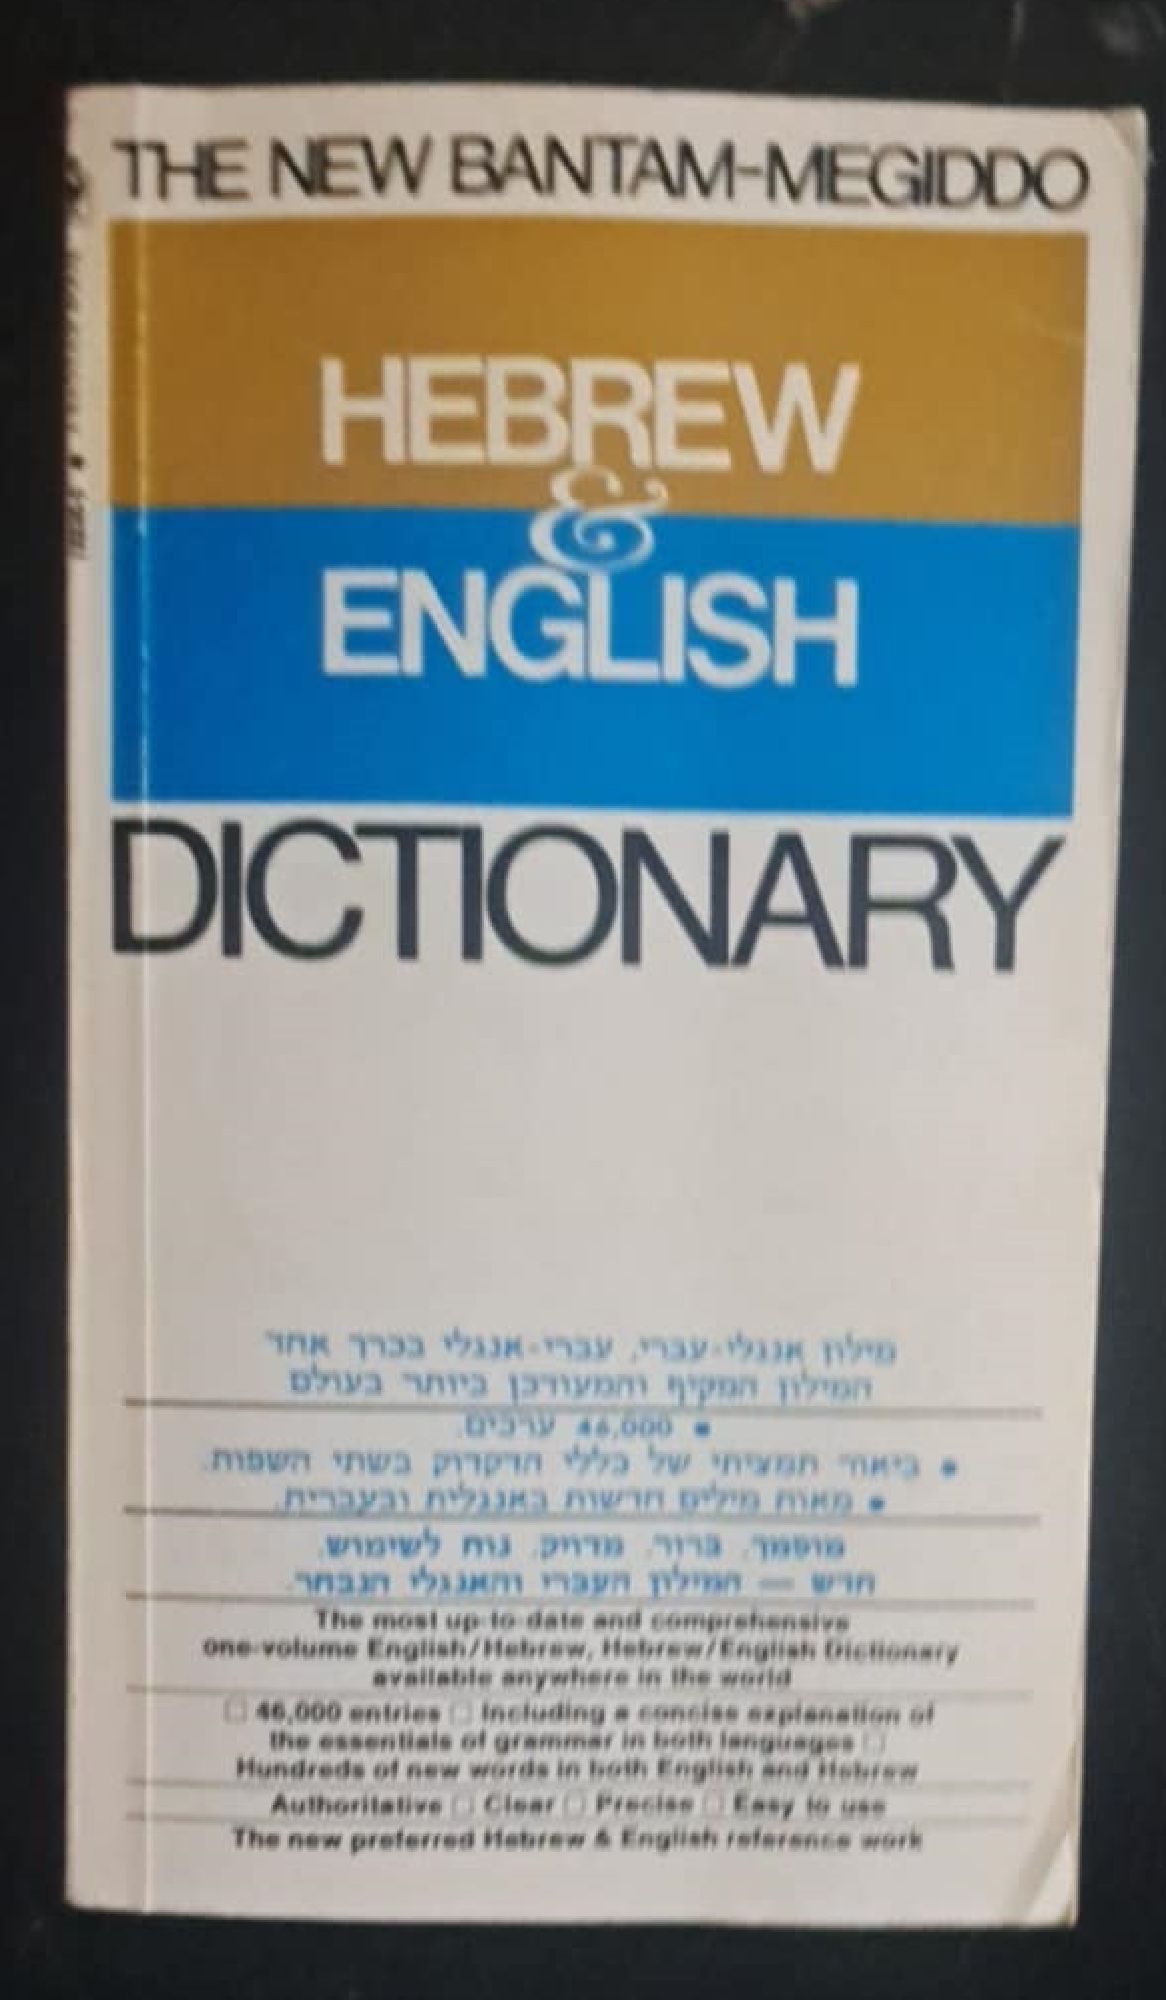 THE NEW BANTAM-MEGIDDO
HEBREW
&
ENGLISH
DICTIONARY
מילון אנגלי-עברי, עברי-אנגלי בכרך אחד
המילון המקיף והמעודכן ביותר בעולם
• 46,000 ערכים.
• ביאור תמציתי של כללי הדקדוק בשתי השפות.
• מאות מילים חדשות באנגלית ובעברית.
מוסמך. ברור. מדויק. נוח לשימוש.
חדש — המילון העברי והאנגלי הנבחר.
The most up-to-date and comprehensive
one-volume English/Hebrew, Hebrew/English Dictionary
available anywhere in the world
□ 46,000 entries □ Including a concise explanation of
the essentials of grammar in both languages □
Hundreds of new words in both English and Hebrew
Authoritative □ Clear □ Precise □ Easy to use
The new preferred Hebrew & English reference work